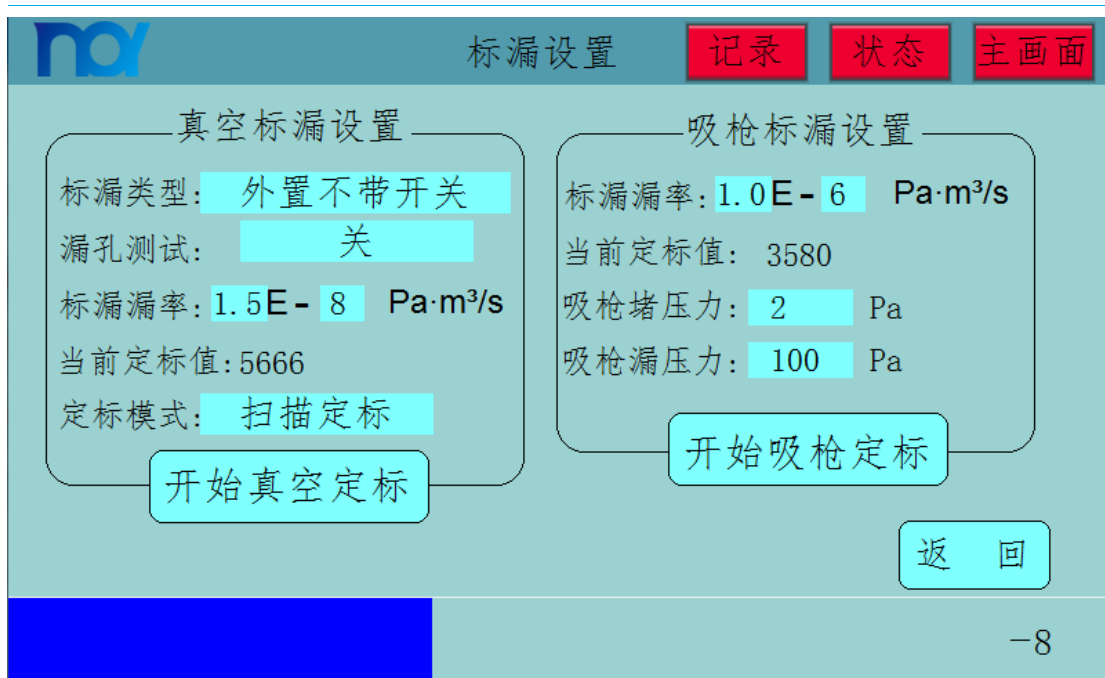 标漏设置 记录 状态 主画面
真空标漏设置
标漏类型: 外置不带开关
漏孔测试: 关
标漏漏率: 1.5E- 8 Pa·m³/s
当前定标值:5666
定标模式: 扫描定标
开始真空定标
吸枪标漏设置
标漏漏率: 1.0E- 6 Pa·m³/s
当前定标值: 3580
吸枪堵压力: 2 Pa
吸枪漏压力: 100 Pa
开始吸枪定标
返 回
-8